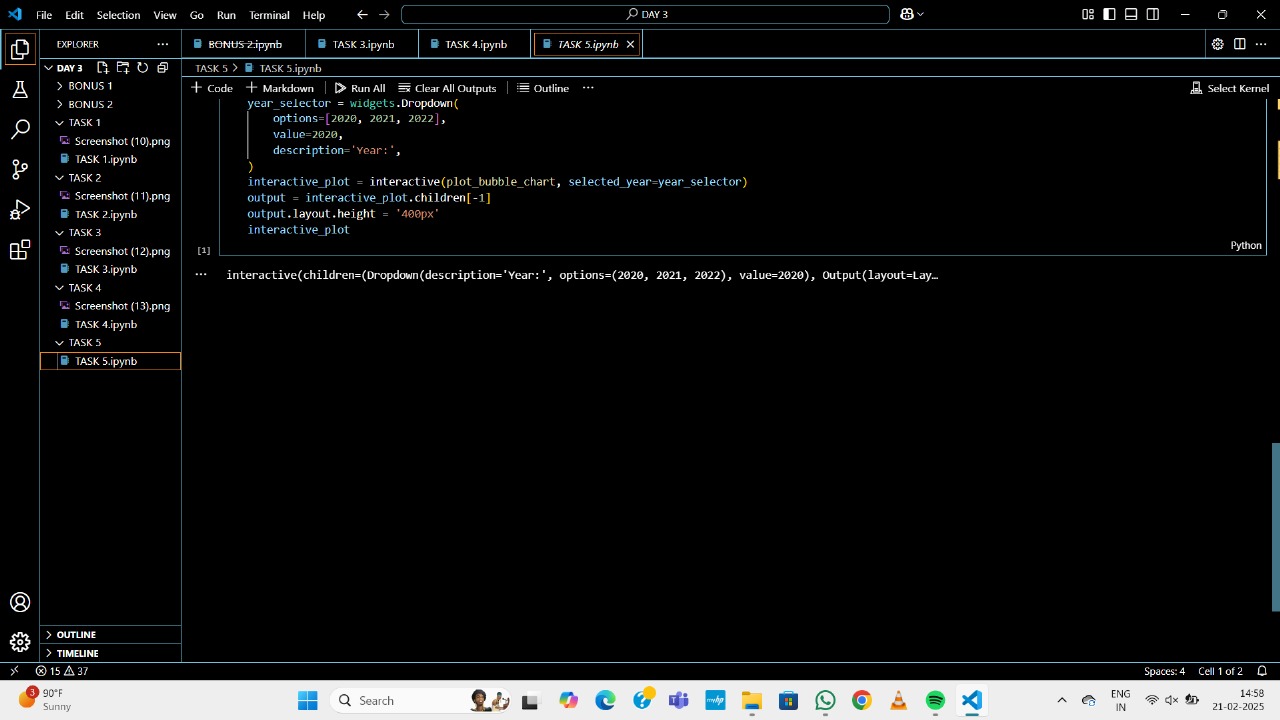 File Edit Selection View Go Run Terminal Help
DAY 3
EXPLORER
BONUS 2.ipynb
TASK 3.ipynb
TASK 4.ipynb
TASK 5.ipynb
DAY 3
TASK 5 > TASK 5.ipynb
BONUS 1
+ Code + Markdown Run All Clear All Outputs Outline ...
Select Kernel
BONUS 2
TASK 1
Screenshot (10).png
TASK 1.ipynb
TASK 2
Screenshot (11).png
TASK 2.ipynb
TASK 3
Screenshot (12).png
TASK 3.ipynb
TASK 4
Screenshot (13).png
TASK 4.ipynb
TASK 5
TASK 5.ipynb
year_selector = widgets.Dropdown(
options=[2020, 2021, 2022],
value=2020,
description='Year:',
)
interactive_plot = interactive(plot_bubble_chart, selected_year=year_selector)
output = interactive_plot.children[-1]
output.layout.height = '400px'
interactive_plot
[1]
Python
... interactive(children=(Dropdown(description='Year:', options=(2020, 2021, 2022), value=2020), Output(layout=Lay…
OUTLINE
TIMELINE
15 37
Spaces: 4 Cell 1 of 2
3
90°F
Sunny
Search
myhp
ENG
IN
14:58
21-02-2025